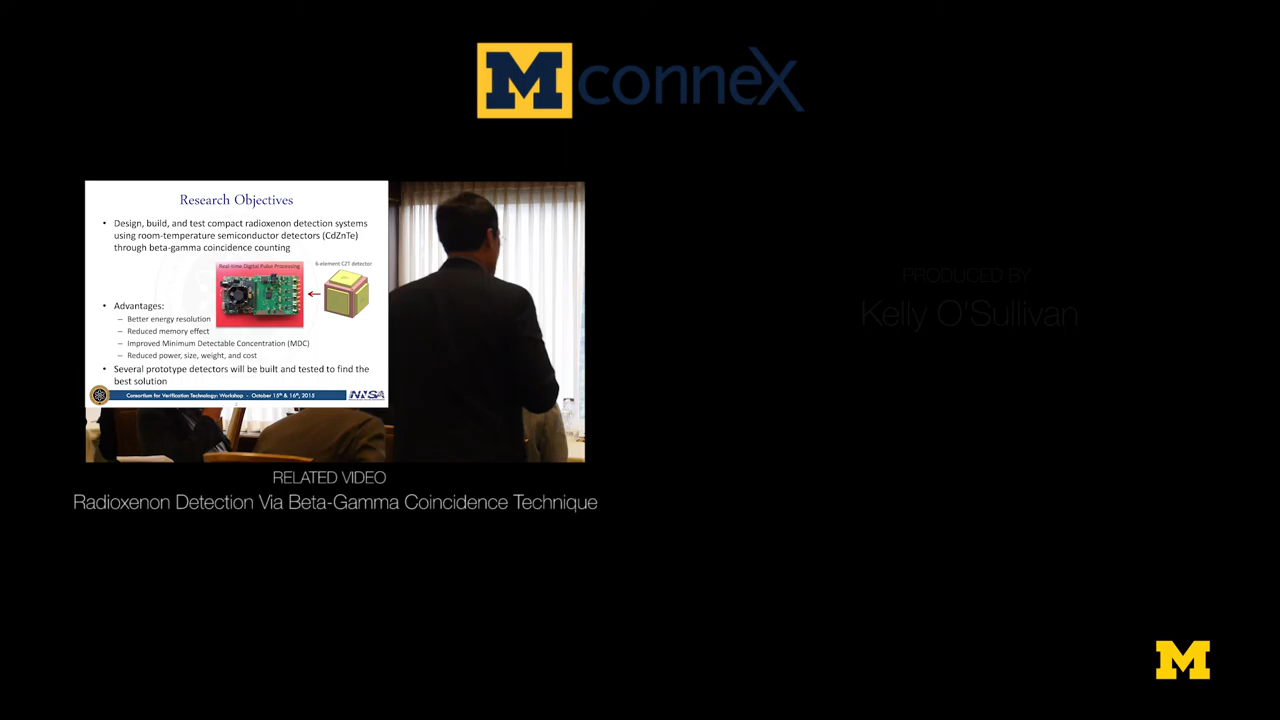 M conneX
Research Objectives
• Design, build, and test compact radioxenon detection systems
using room-temperature semiconductor detectors (CdZnTe)
through beta-gamma coincidence counting
Real-time Digital Pulse Processing
6-element CZT detector
• Advantages:
– Better energy resolution
– Reduced memory effect
– Improved Minimum Detectable Concentration (MDC)
– Reduced power, size, weight, and cost
• Several prototype detectors will be built and tested to find the
best solution
Consortium for Verification Technology: Workshop - October 15th & 16th, 2015
NNSA
RELATED VIDEO
Radioxenon Detection Via Beta-Gamma Coincidence Technique
PRODUCED BY
Kelly O'Sullivan
M